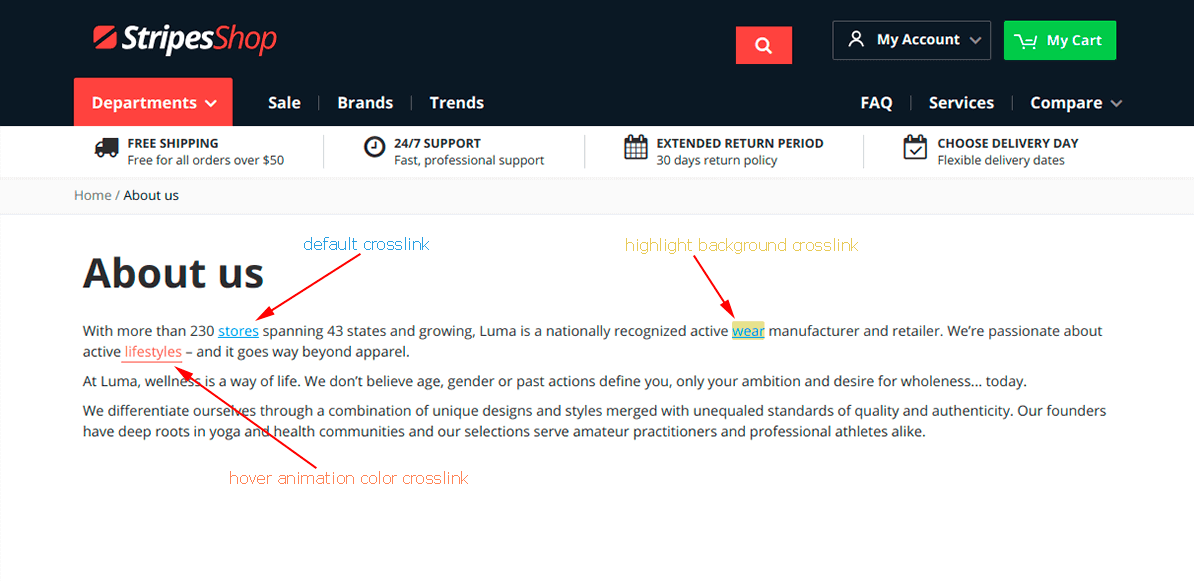 StripesShop
My Account
My Cart
Departments
Sale
Brands
Trends
FAQ
Services
Compare
FREE SHIPPING
Free for all orders over $50
24/7 SUPPORT
Fast, professional support
EXTENDED RETURN PERIOD
30 days return policy
CHOOSE DELIVERY DAY
Flexible delivery dates
Home / About us
default crosslink
highlight background crosslink
About us
With more than 230 stores spanning 43 states and growing, Luma is a nationally recognized active wear manufacturer and retailer. We’re passionate about
active lifestyles – and it goes way beyond apparel.
At Luma, wellness is a way of life. We don’t believe age, gender or past actions define you, only your ambition and desire for wholeness... today.
We differentiate ourselves through a combination of unique designs and styles merged with unequaled standards of quality and authenticity. Our founders
have deep roots in yoga and health communities and our selections serve amateur practitioners and professional athletes alike.
hover animation color crosslink